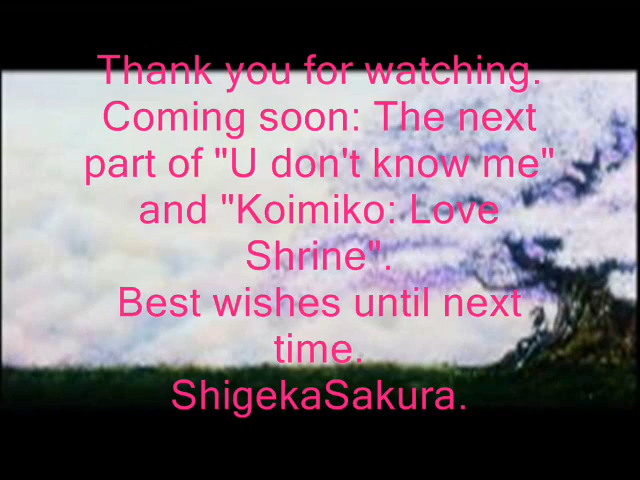 Thank you for watching.
Coming soon: The next
part of "U don't know me"
and "Koimiko: Love
Shrine".
Best wishes until next
time.
ShigekaSakura.